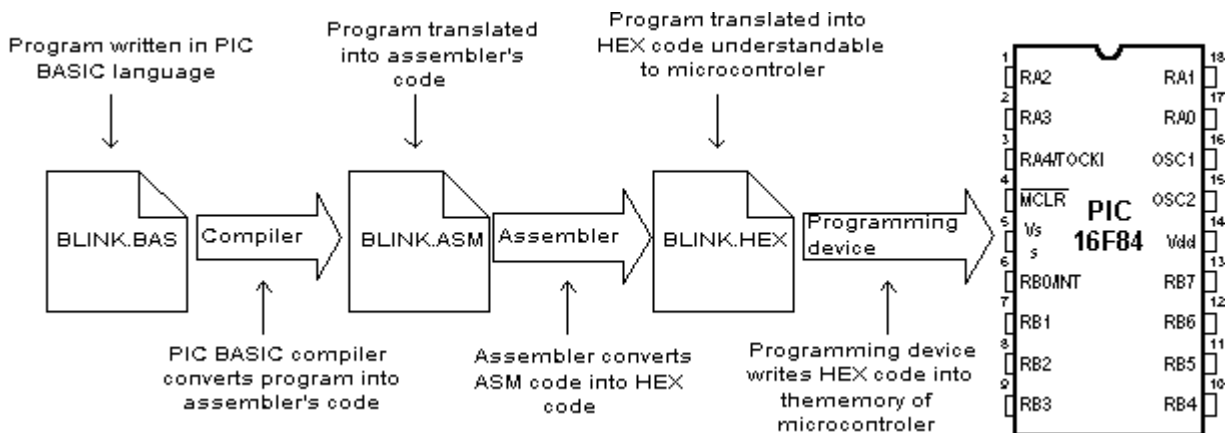 Program written in PIC
BASIC language
Program translated
into assembler's
code
Program translated into
HEX code understandable
to microcontroler
BLINK.BAS
Compiler
BLINK.ASM
Assembler
BLINK.HEX
Programming
device
PIC BASIC compiler
converts program into
assembler's code
Assembler converts
ASM code into HEX
code
Programming device
writes HEX code into
thememory of
microcontroler
PIC
16F84
1
RA2
2
RA3
3
RA4/TOCKI
4
MCLR
5
Vs
s
6
RB0/INT
7
RB1
8
RB2
9
RB3
18
RA1
17
RA0
16
OSC1
15
OSC2
14
Vdd
13
RB7
12
RB6
11
RB5
10
RB4